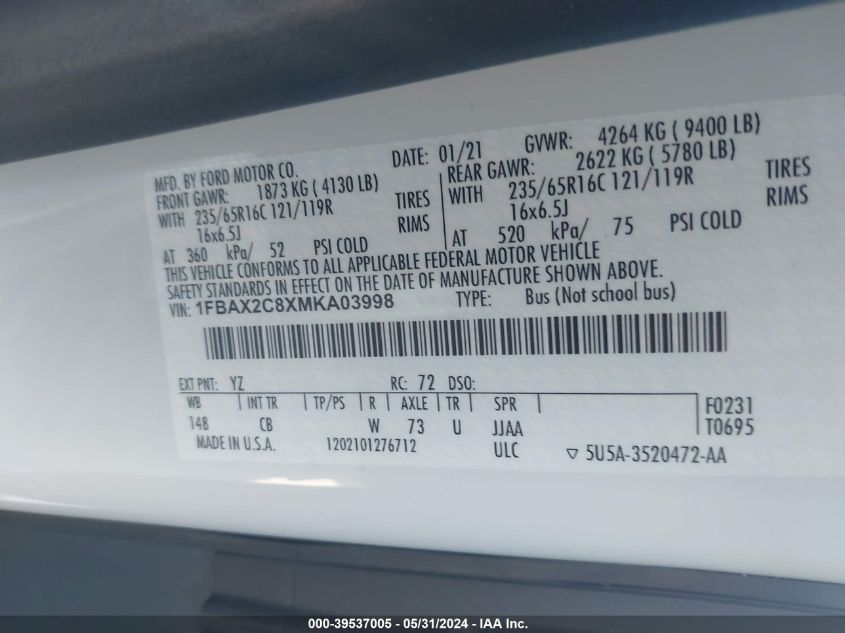 MFD. BY FORD MOTOR CO. DATE: 01/21 GVWR: 4264 KG ( 9400 LB)
FRONT GAWR: 1873 KG ( 4130 LB) REAR GAWR: 2622 KG ( 5780 LB)
WITH 235/65R16C 121/119R TIRES WITH 235/65R16C 121/119R TIRES
16x6.5J RIMS 16x6.5J RIMS
AT 360 kPa/ 52 PSI COLD AT 520 kPa/ 75 PSI COLD
THIS VEHICLE CONFORMS TO ALL APPLICABLE FEDERAL MOTOR VEHICLE
SAFETY STANDARDS IN EFFECT ON THE DATE OF MANUFACTURE SHOWN ABOVE.
VIN: 1FBAX2C8XMKA03998 TYPE: Bus (Not school bus)
EXT PNT: YZ RC: 72 DSO:
WB INT TR TP/PS R AXLE TR SPR F0231
148 CB W 73 U JJAA T0695
MADE IN U.S.A. 1202101276712 ULC ▽ 5U5A-3520472-AA
000-39537005 - 05/31/2024 - IAA Inc.